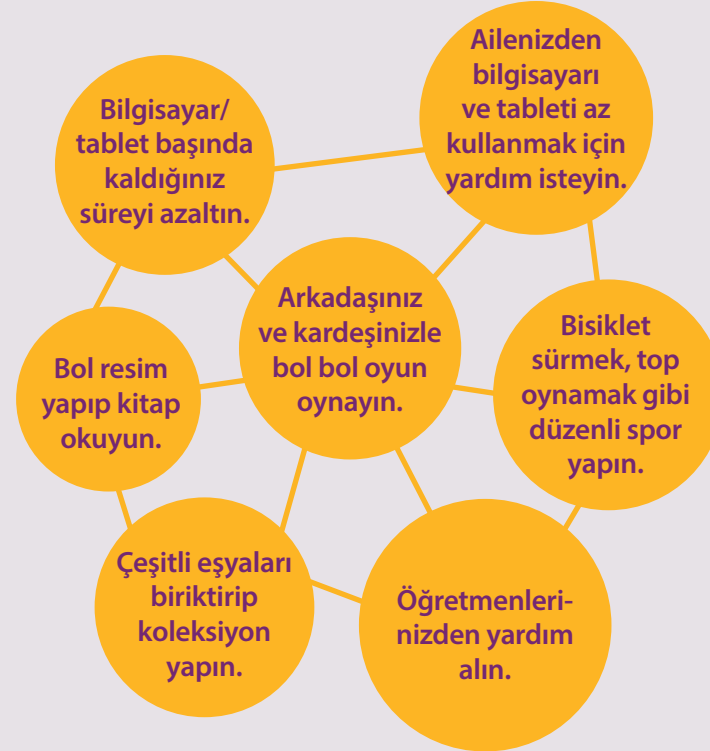 Bilgisayar/
tablet başında
kaldığınız
süreyi azaltın.
Ailenizden
bilgisayarı
ve tableti az
kullanmak için
yardım isteyin.
Arkadaşınız
ve kardeşinizle
bol bol oyun
oynayın.
Bol resim
yapıp kitap
okuyun.
Bisiklet
sürmek, top
oynamak gibi
düzenli spor
yapın.
Çeşitli eşyaları
biriktirip
koleksiyon
yapın.
Öğretmenleri-
nizden yardım
alın.